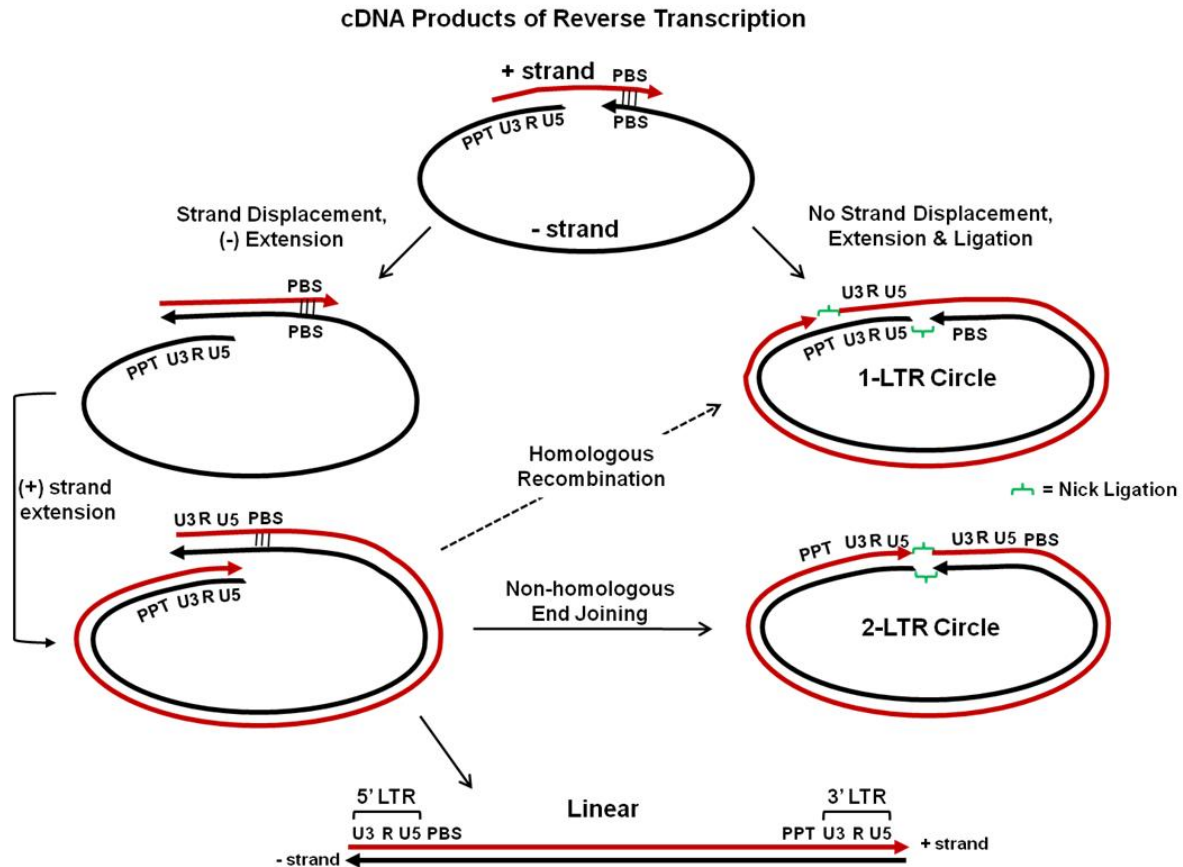 cDNA Products of Reverse Transcription
+ strand PBS
PBS
PPT U3 R U5
- strand
Strand Displacement,
(-) Extension
No Strand Displacement,
Extension & Ligation
PBS
PBS
PPT U3 R U5
U3 R U5
PPT U3 R U5 PBS
1-LTR Circle
Homologous
Recombination
= Nick Ligation
(+) strand
extension
U3 R U5 PBS
PPT U3 R U5
Non-homologous
End Joining
PPT U3 R U5 U3 R U5 PBS
2-LTR Circle
5' LTR Linear 3' LTR
U3 R U5 PBS PPT U3 R U5 + strand
- strand